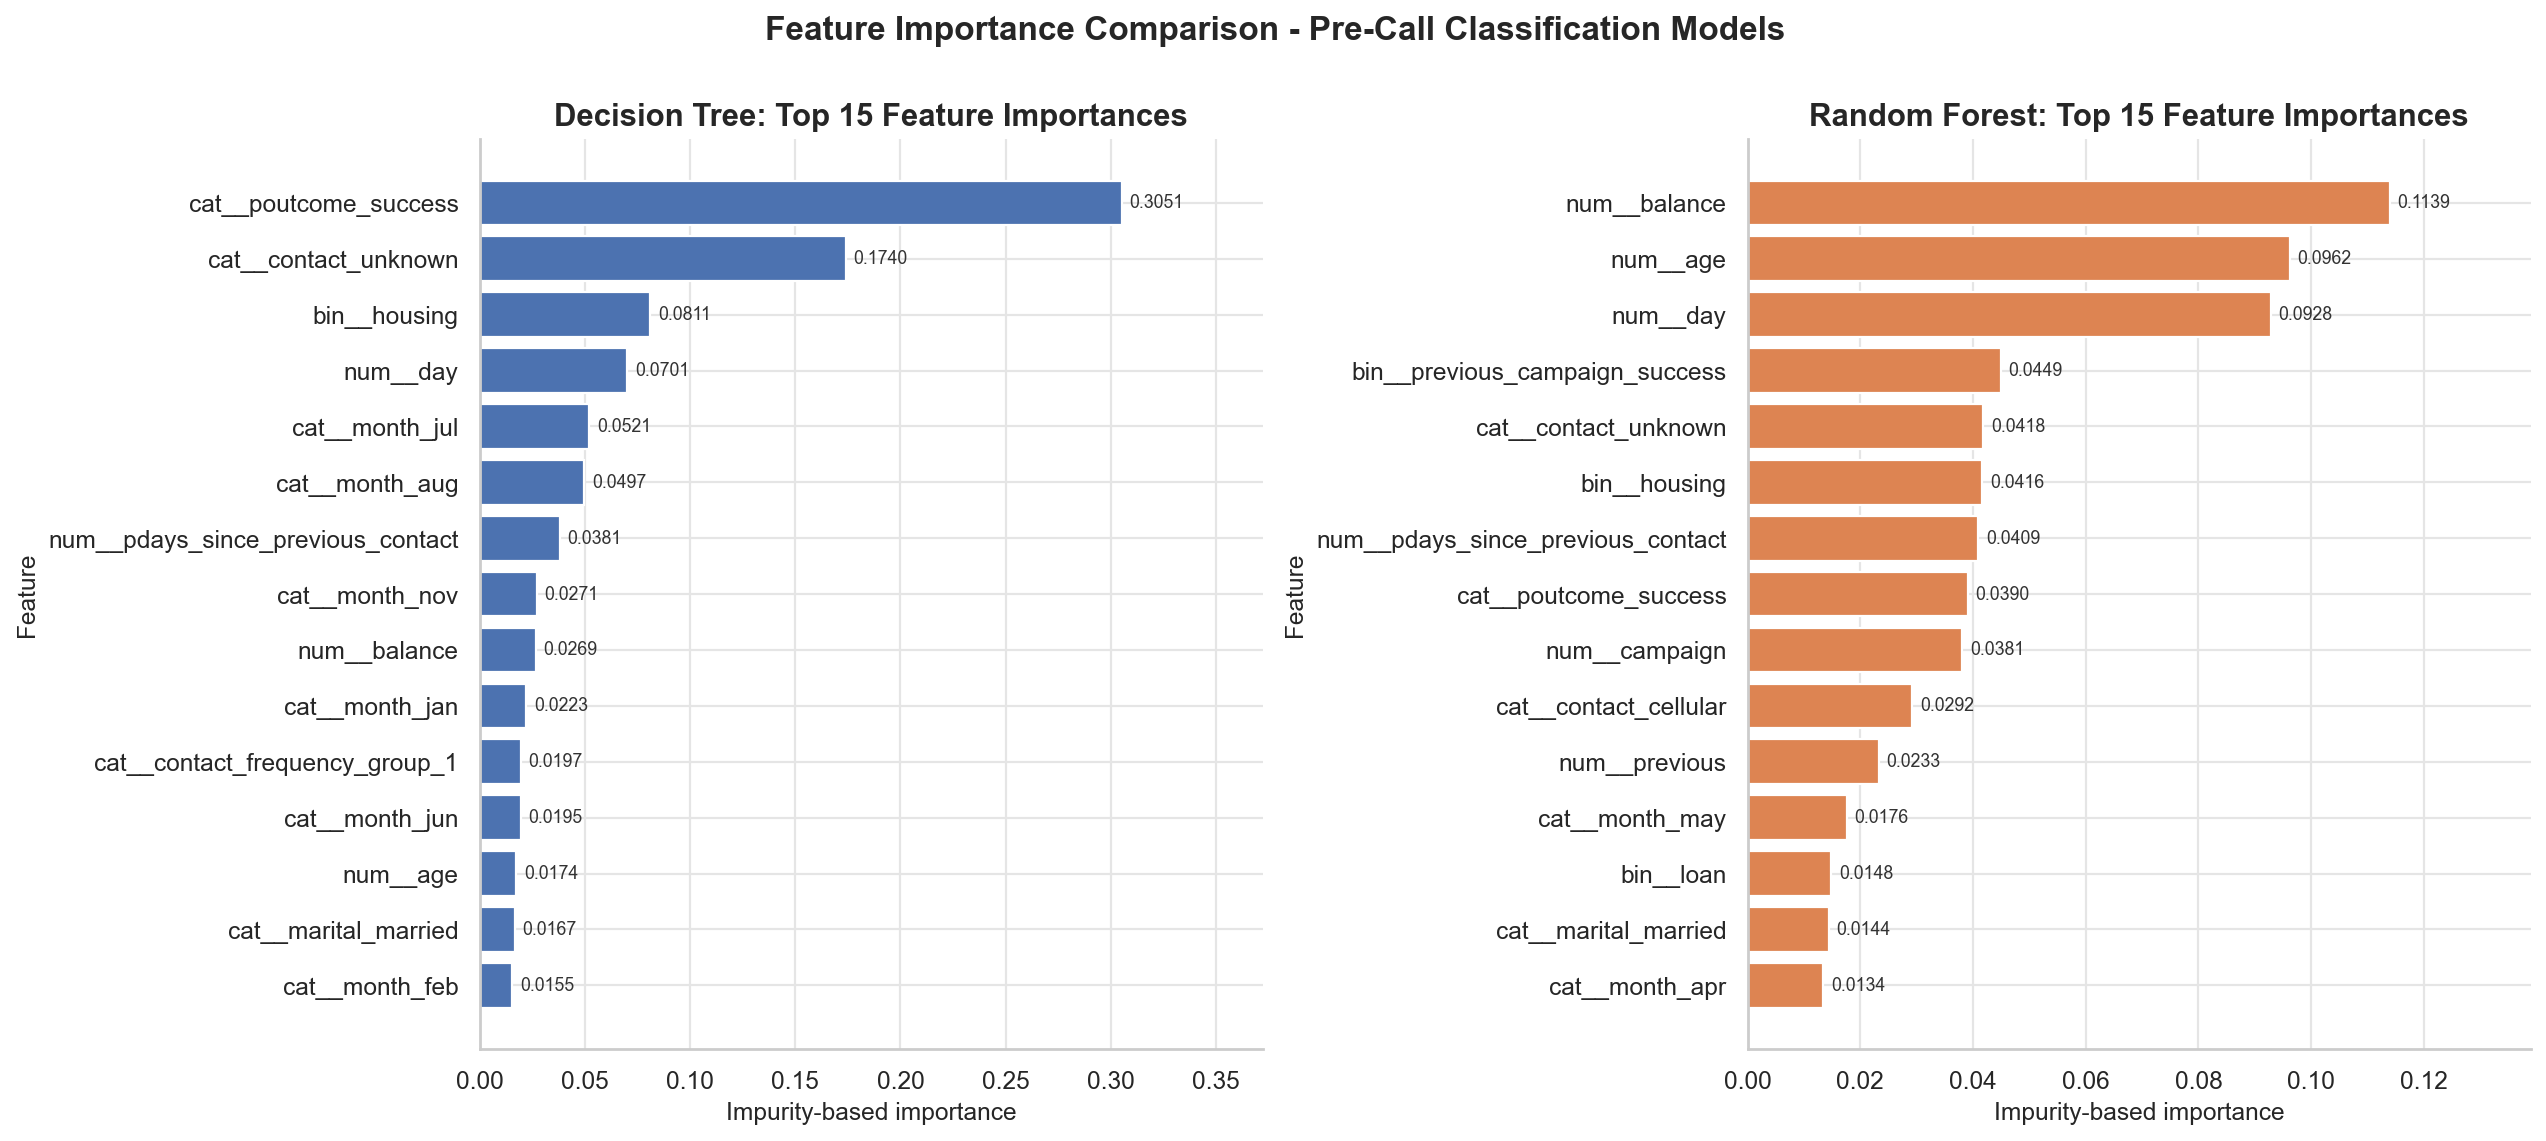 Feature Importance Comparison - Pre-Call Classification Models
Decision Tree: Top 15 Feature Importances
Feature
cat__poutcome_success 0.3051
cat__contact_unknown 0.1740
bin__housing 0.0811
num__day 0.0701
cat__month_jul 0.0521
cat__month_aug 0.0497
num__pdays_since_previous_contact 0.0381
cat__month_nov 0.0271
num__balance 0.0269
cat__month_jan 0.0223
cat__contact_frequency_group_1 0.0197
cat__month_jun 0.0195
num__age 0.0174
cat__marital_married 0.0167
cat__month_feb 0.0155
0.00 0.05 0.10 0.15 0.20 0.25 0.30 0.35
Impurity-based importance
Random Forest: Top 15 Feature Importances
Feature
num__balance 0.1139
num__age 0.0962
num__day 0.0928
bin__previous_campaign_success 0.0449
cat__contact_unknown 0.0418
bin__housing 0.0416
num__pdays_since_previous_contact 0.0409
cat__poutcome_success 0.0390
num__campaign 0.0381
cat__contact_cellular 0.0292
num__previous 0.0233
cat__month_may 0.0176
bin__loan 0.0148
cat__marital_married 0.0144
cat__month_apr 0.0134
0.00 0.02 0.04 0.06 0.08 0.10 0.12
Impurity-based importance